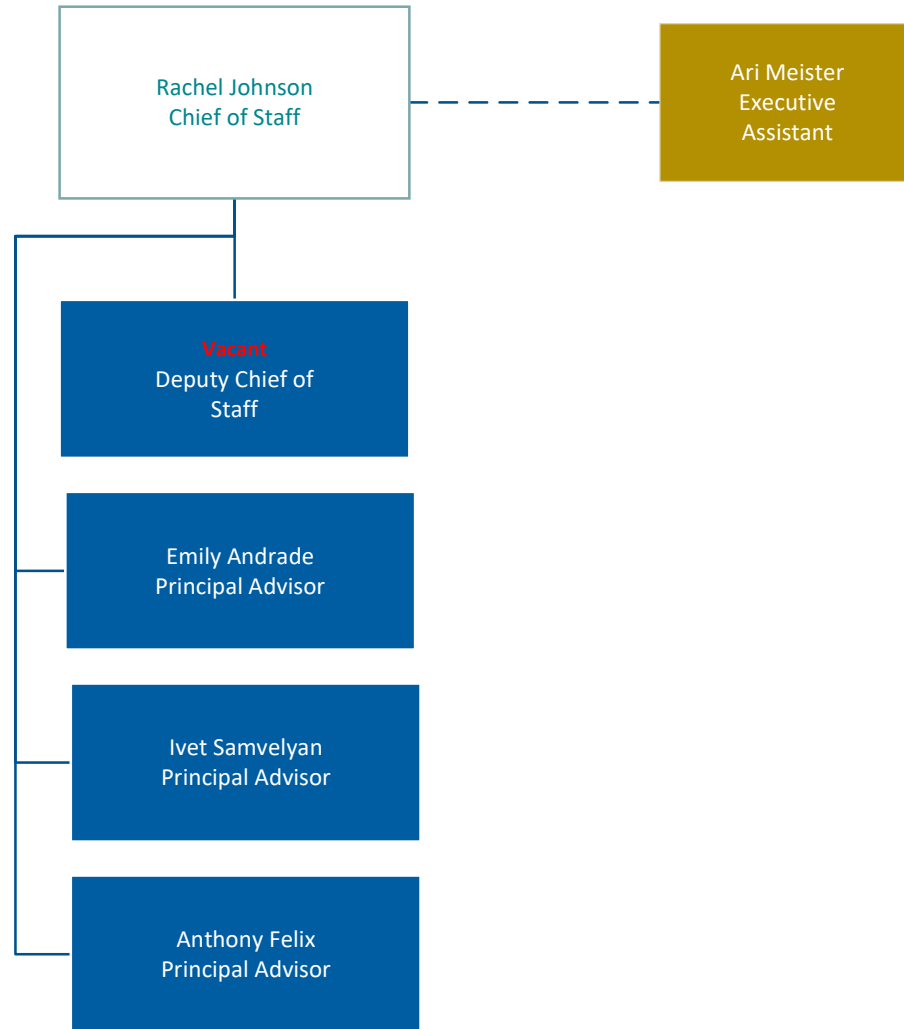 Rachel Johnson
Chief of Staff
Ari Meister
Executive
Assistant
Vacant
Deputy Chief of
Staff
Emily Andrade
Principal Advisor
Ivet Samvelyan
Principal Advisor
Anthony Felix
Principal Advisor